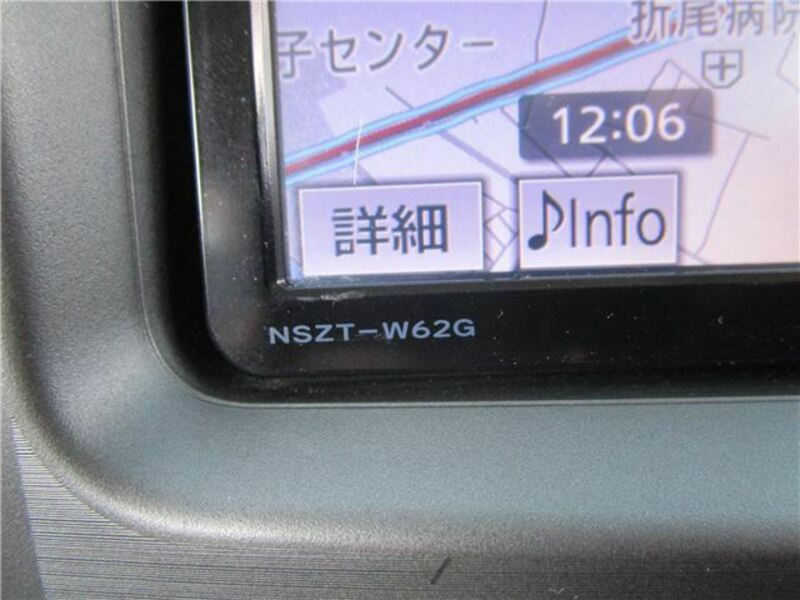 折尾病院
子センター
12:06
詳細
♪Info
NSZT-W62G